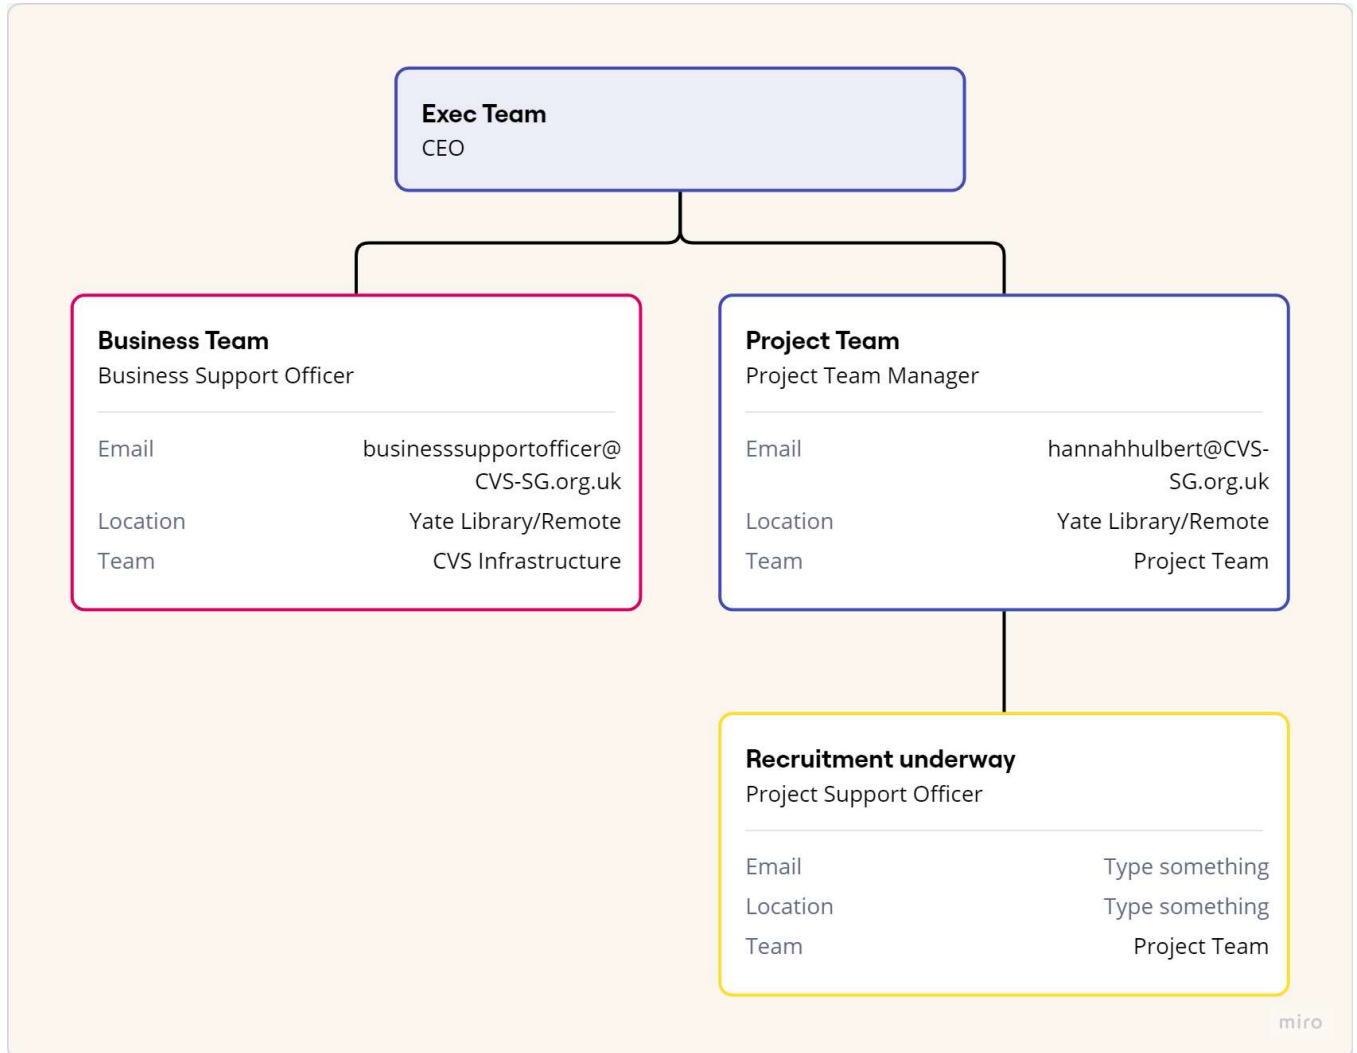 Exec Team
CEO
Business Team
Business Support Officer
Email businesssupportofficer@
CVS-SG.org.uk
Location Yate Library/Remote
Team CVS Infrastructure
Project Team
Project Team Manager
Email hannahhulbert@CVS-
SG.org.uk
Location Yate Library/Remote
Team Project Team
Recruitment underway
Project Support Officer
Email Type something
Location Type something
Team Project Team
miro